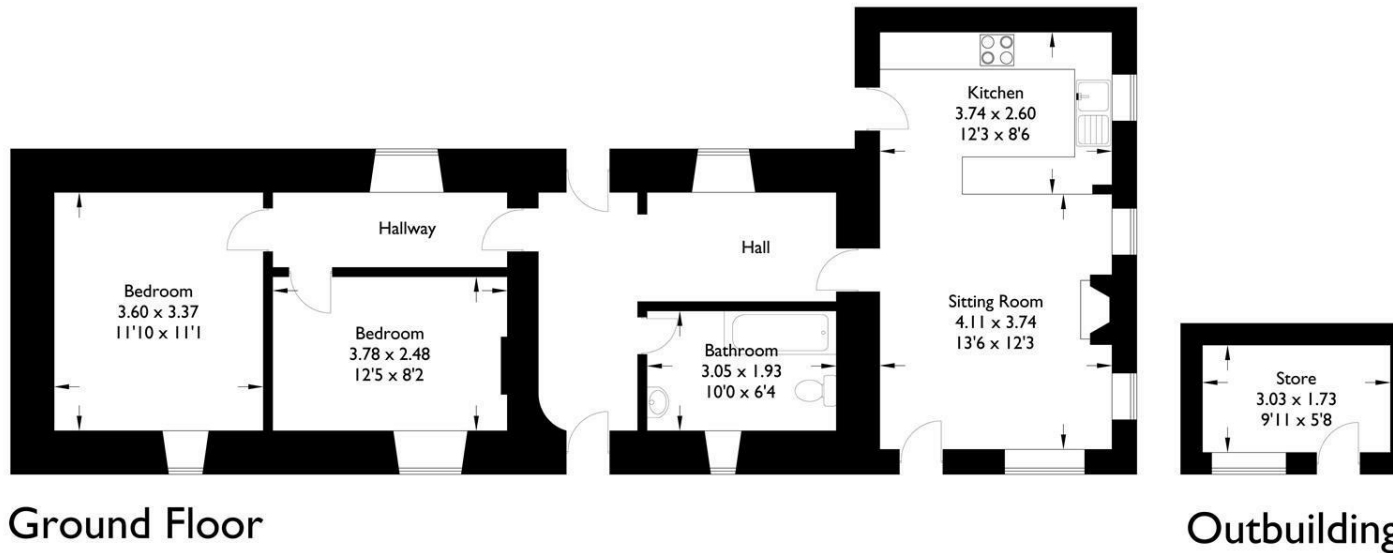 Kitchen
3.74 x 2.60
12'3 x 8'6
Hallway
Hall
Bedroom
3.60 x 3.37
11'10 x 11'1
Bedroom
3.78 x 2.48
12'5 x 8'2
Bathroom
3.05 x 1.93
10'0 x 6'4
Sitting Room
4.11 x 3.74
13'6 x 12'3
Store
3.03 x 1.73
9'11 x 5'8
Ground Floor
Outbuilding